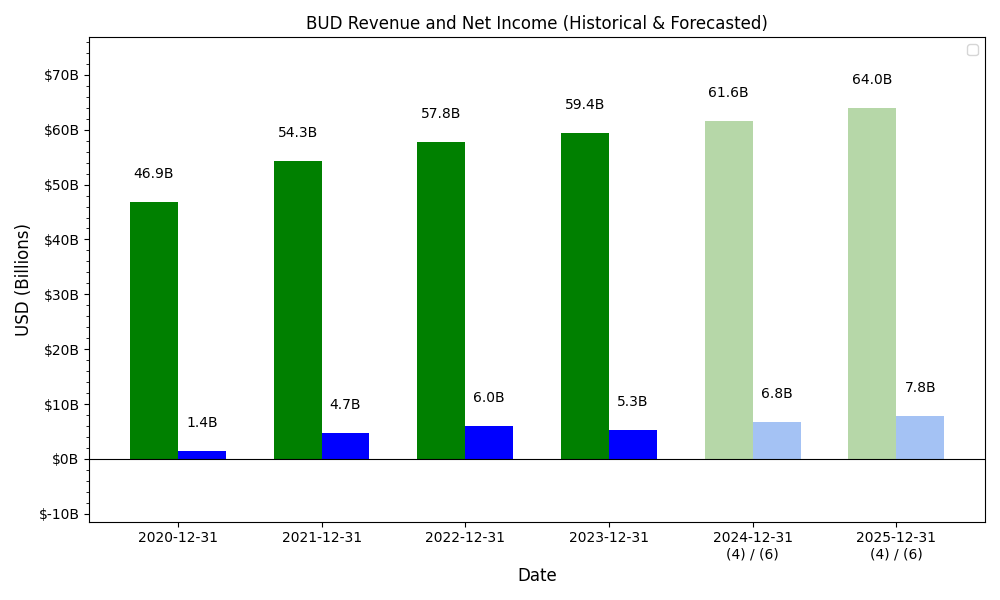 BUD Revenue and Net Income (Historical & Forecasted)
USD (Billions)
$70B
$60B
$50B
$40B
$30B
$20B
$10B
$0B
$-10B
46.9B
1.4B
54.3B
4.7B
57.8B
6.0B
59.4B
5.3B
61.6B
6.8B
64.0B
7.8B
2020-12-31
2021-12-31
2022-12-31
2023-12-31
2024-12-31
(4) / (6)
2025-12-31
(4) / (6)
Date